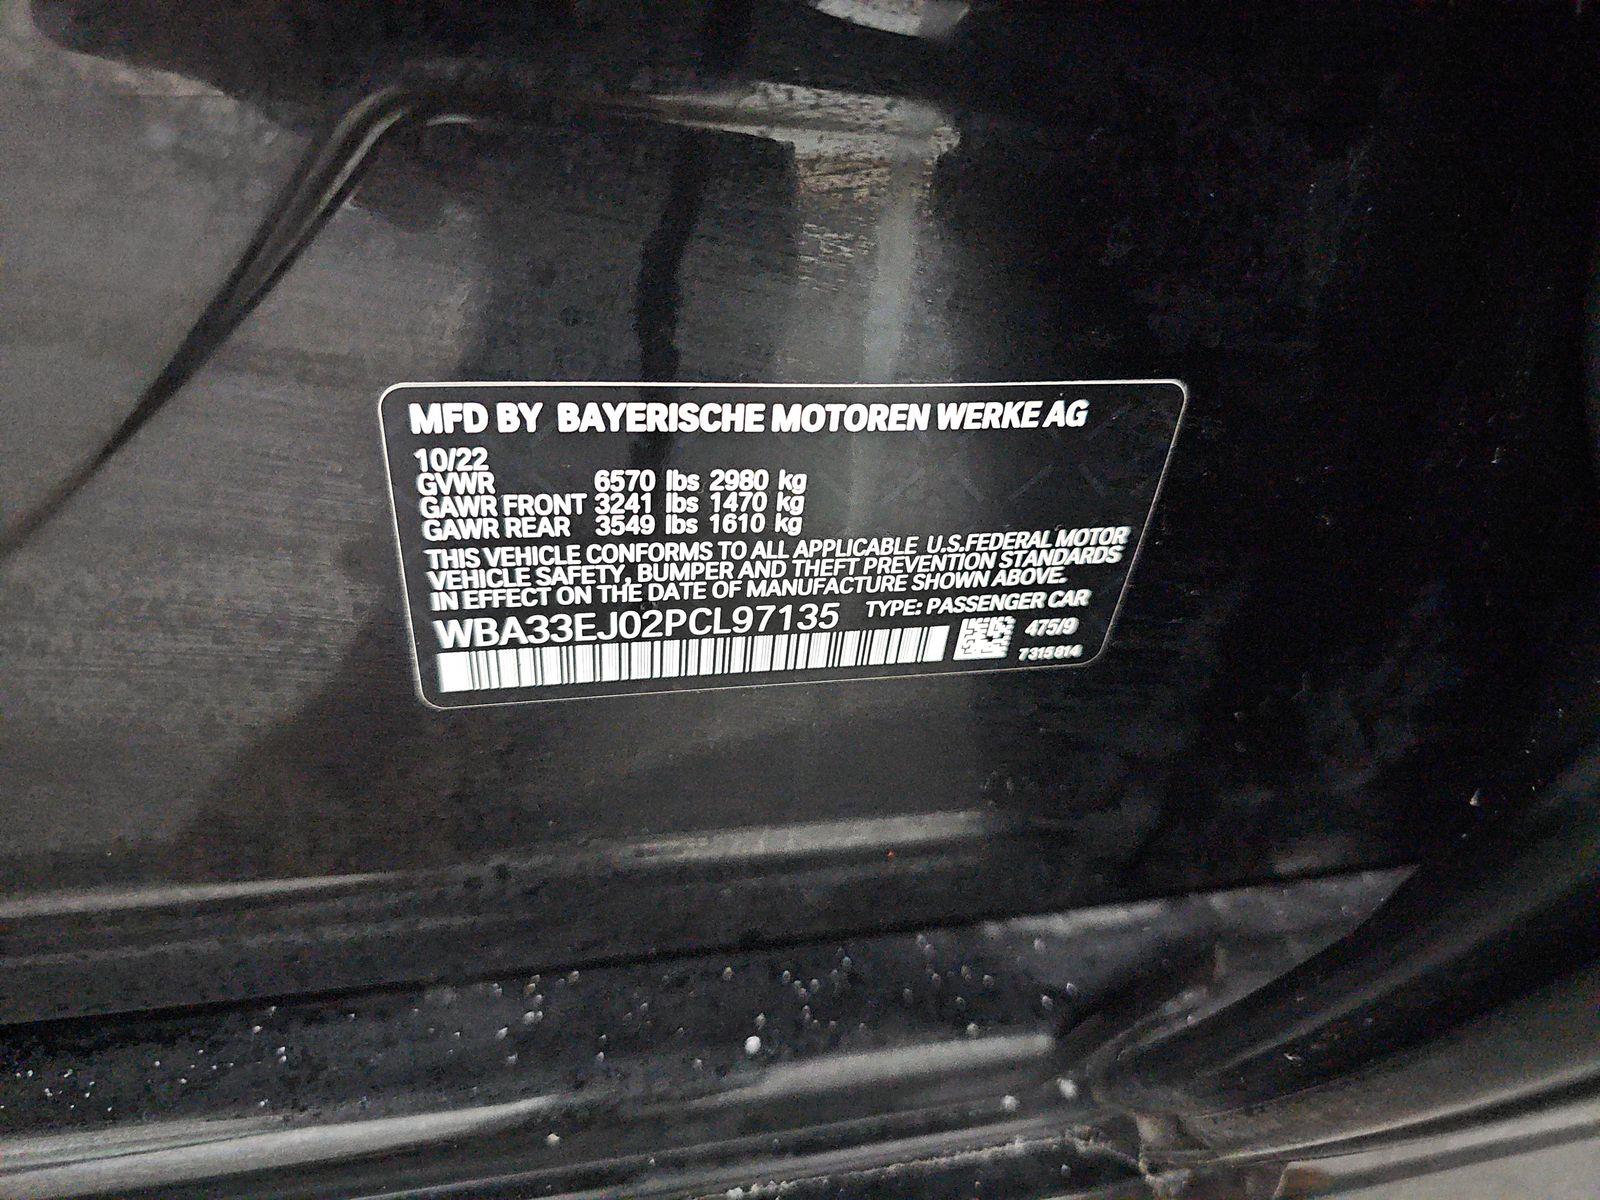 MFD BY BAYERISCHE MOTOREN WERKE AG
10/22
GVWR 6570 lbs 2980 kg
GAWR FRONT 3241 lbs 1470 kg
GAWR REAR 3549 lbs 1610 kg
THIS VEHICLE CONFORMS TO ALL APPLICABLE U.S.FEDERAL MOTOR
VEHICLE SAFETY, BUMPER AND THEFT PREVENTION STANDARDS
IN EFFECT ON THE DATE OF MANUFACTURE SHOWN ABOVE.
WBA33EJ02PCL97135 TYPE: PASSENGER CAR
475/9
7315814